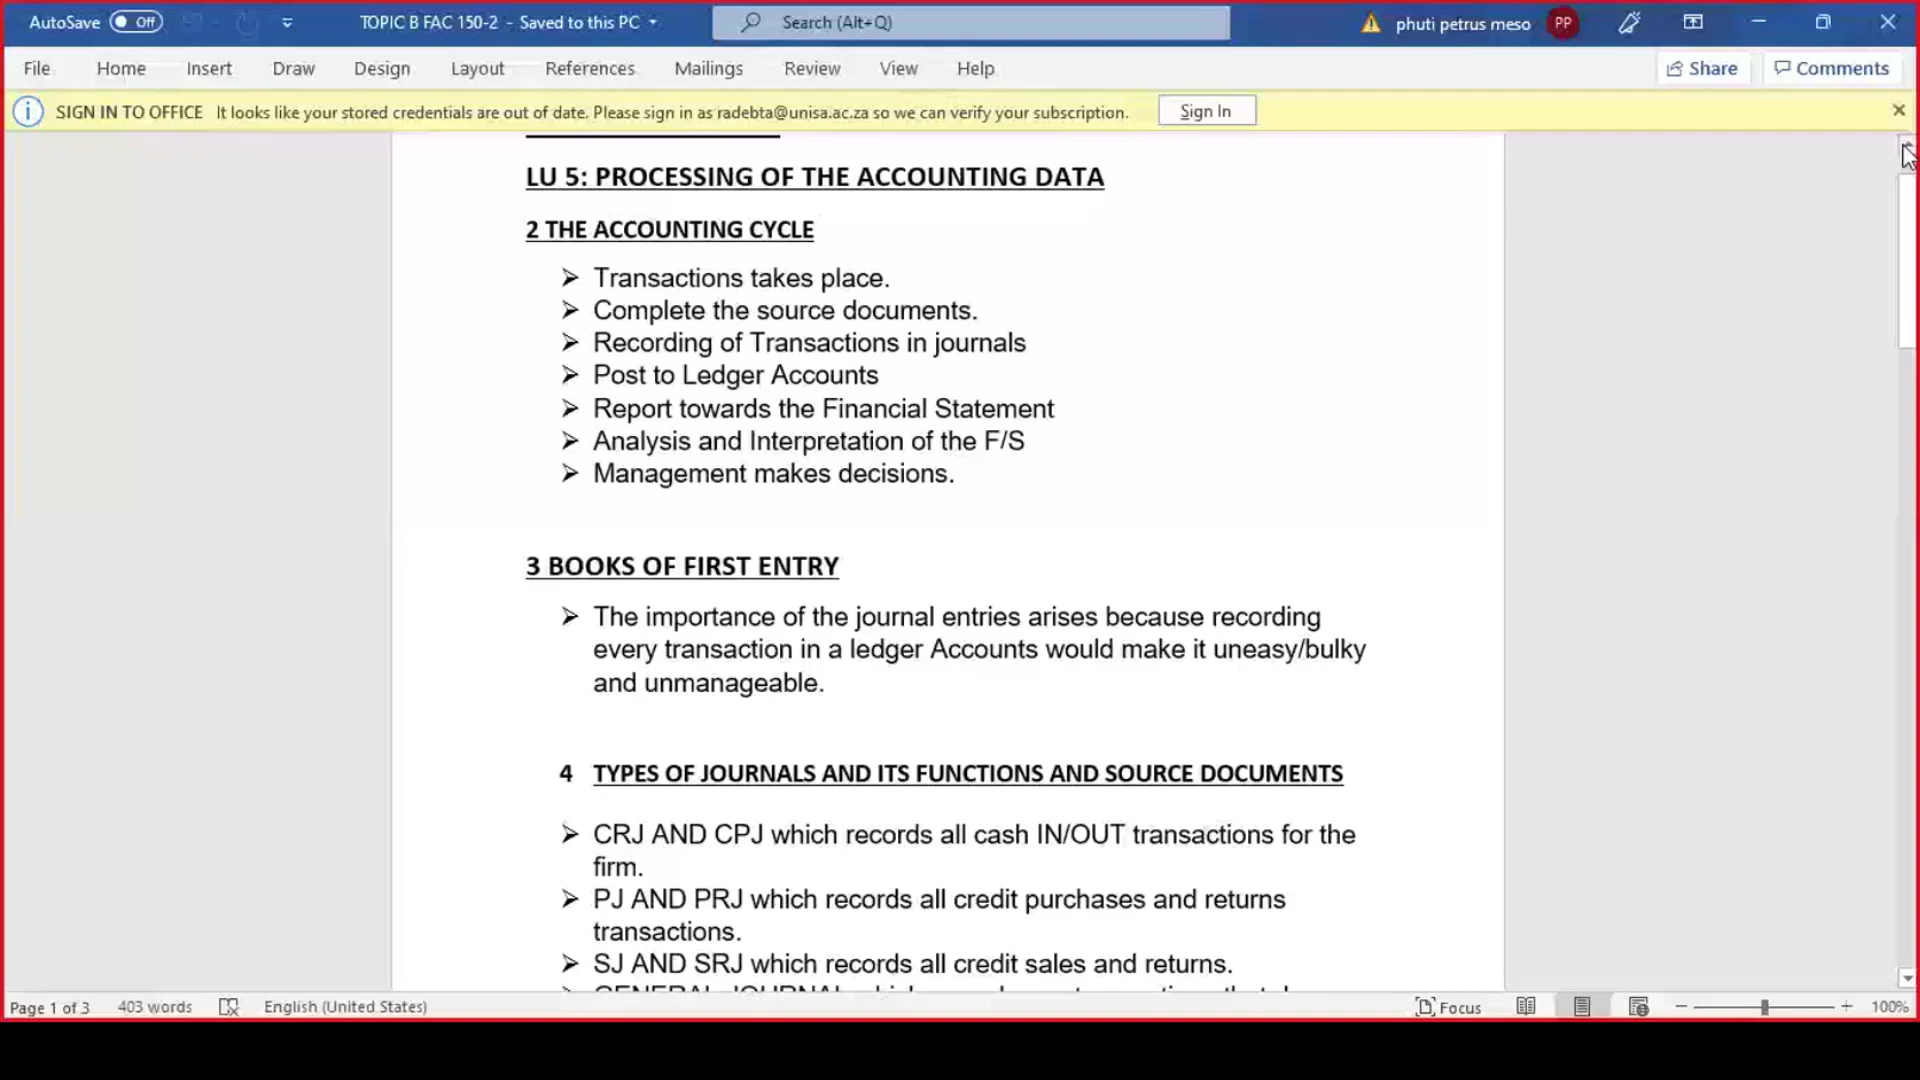 AutoSave Off TOPIC B FAC 150-2 - Saved to this PC Search (Alt+Q) phuti petrus meso PP
File Home Insert Draw Design Layout References Mailings Review View Help Share Comments
SIGN IN TO OFFICE It looks like your stored credentials are out of date. Please sign in as radebta@unisa.ac.za so we can verify your subscription. Sign In
LU 5: PROCESSING OF THE ACCOUNTING DATA
2 THE ACCOUNTING CYCLE
➢ Transactions takes place.
➢ Complete the source documents.
➢ Recording of Transactions in journals
➢ Post to Ledger Accounts
➢ Report towards the Financial Statement
➢ Analysis and Interpretation of the F/S
➢ Management makes decisions.
3 BOOKS OF FIRST ENTRY
➢ The importance of the journal entries arises because recording
every transaction in a ledger Accounts would make it uneasy/bulky
and unmanageable.
4 TYPES OF JOURNALS AND ITS FUNCTIONS AND SOURCE DOCUMENTS
➢ CRJ AND CPJ which records all cash IN/OUT transactions for the
firm.
➢ PJ AND PRJ which records all credit purchases and returns
transactions.
➢ SJ AND SRJ which records all credit sales and returns.
Page 1 of 3 403 words English (United States) Focus 100%